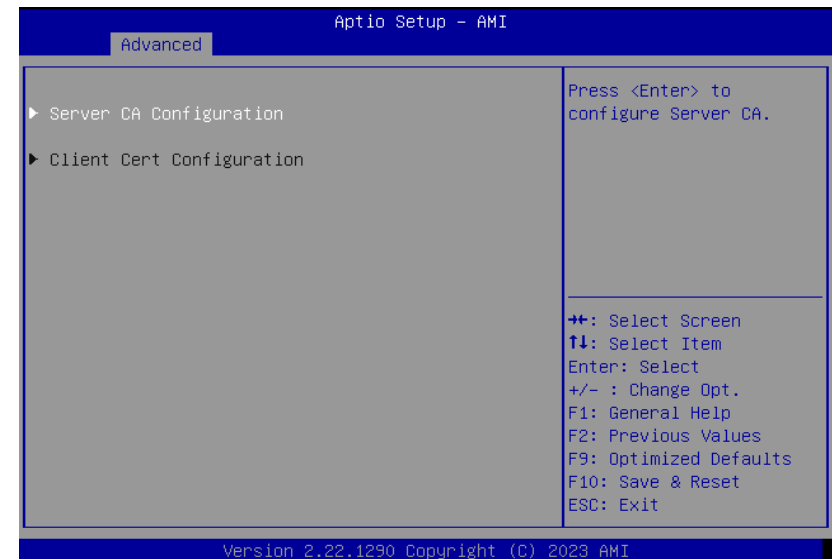 Aptio Setup – AMI
Advanced
▶ Server CA Configuration
▶ Client Cert Configuration
Press <Enter> to
configure Server CA.
→←: Select Screen
↑↓: Select Item
Enter: Select
+/- : Change Opt.
F1: General Help
F2: Previous Values
F9: Optimized Defaults
F10: Save & Reset
ESC: Exit
Version 2.22.1290 Copyright (C) 2023 AMI